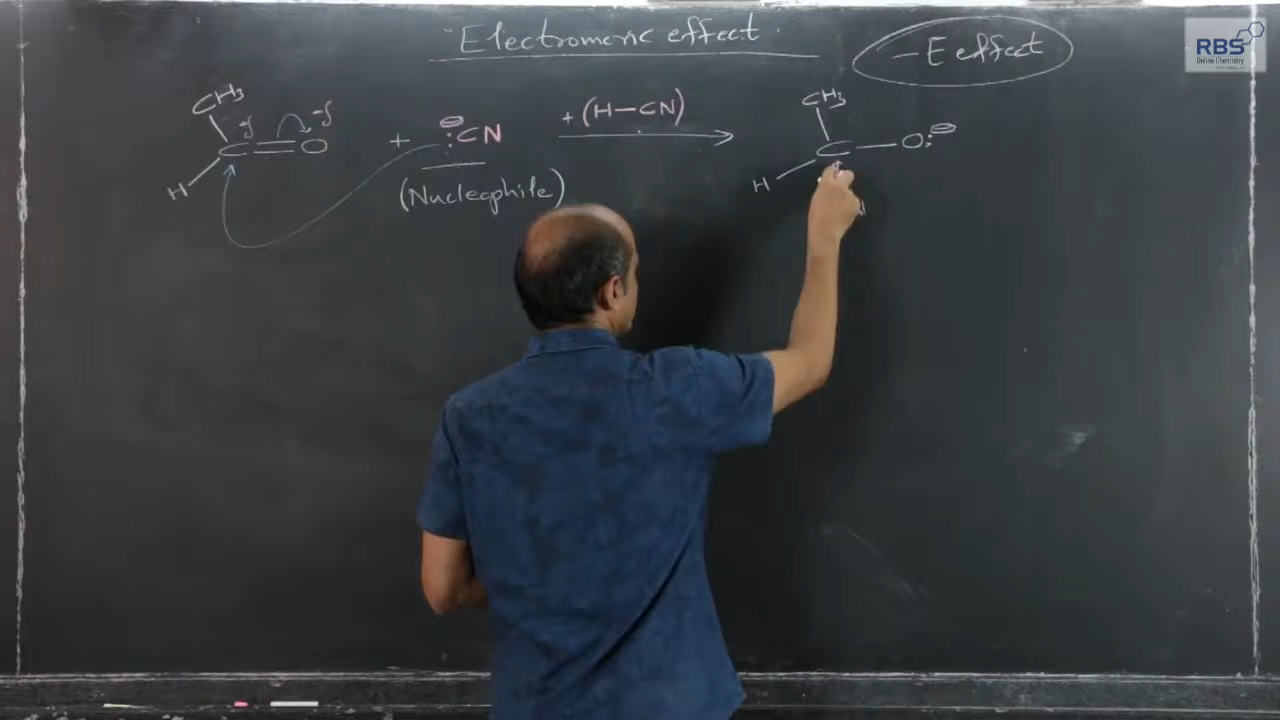 Electromeric effect
- E effect
RBS
Online Chemistry
CH3 C O H
+ :CN
(Nucleophile)
+ (H-CN)
CH3 C O: H